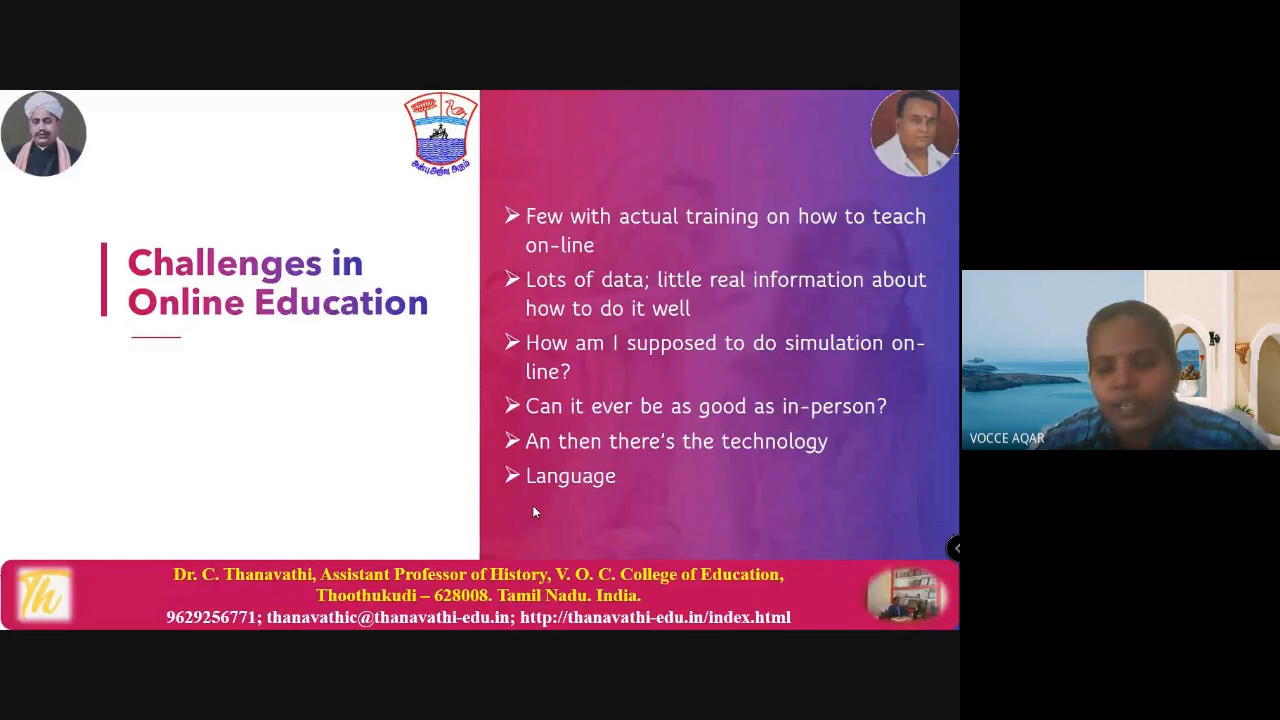 அன்பு அறிவு அறம்
Challenges in
Online Education
➢ Few with actual training on how to teach
on-line
➢ Lots of data; little real information about
how to do it well
➢ How am I supposed to do simulation on-
line?
➢ Can it ever be as good as in-person?
➢ An then there's the technology
➢ Language
Th
Dr. C. Thanavathi, Assistant Professor of History, V. O. C. College of Education,
Thoothukudi – 628008. Tamil Nadu. India.
9629256771; thanavathic@thanavathi-edu.in; http://thanavathi-edu.in/index.html
VOCCE AQAR